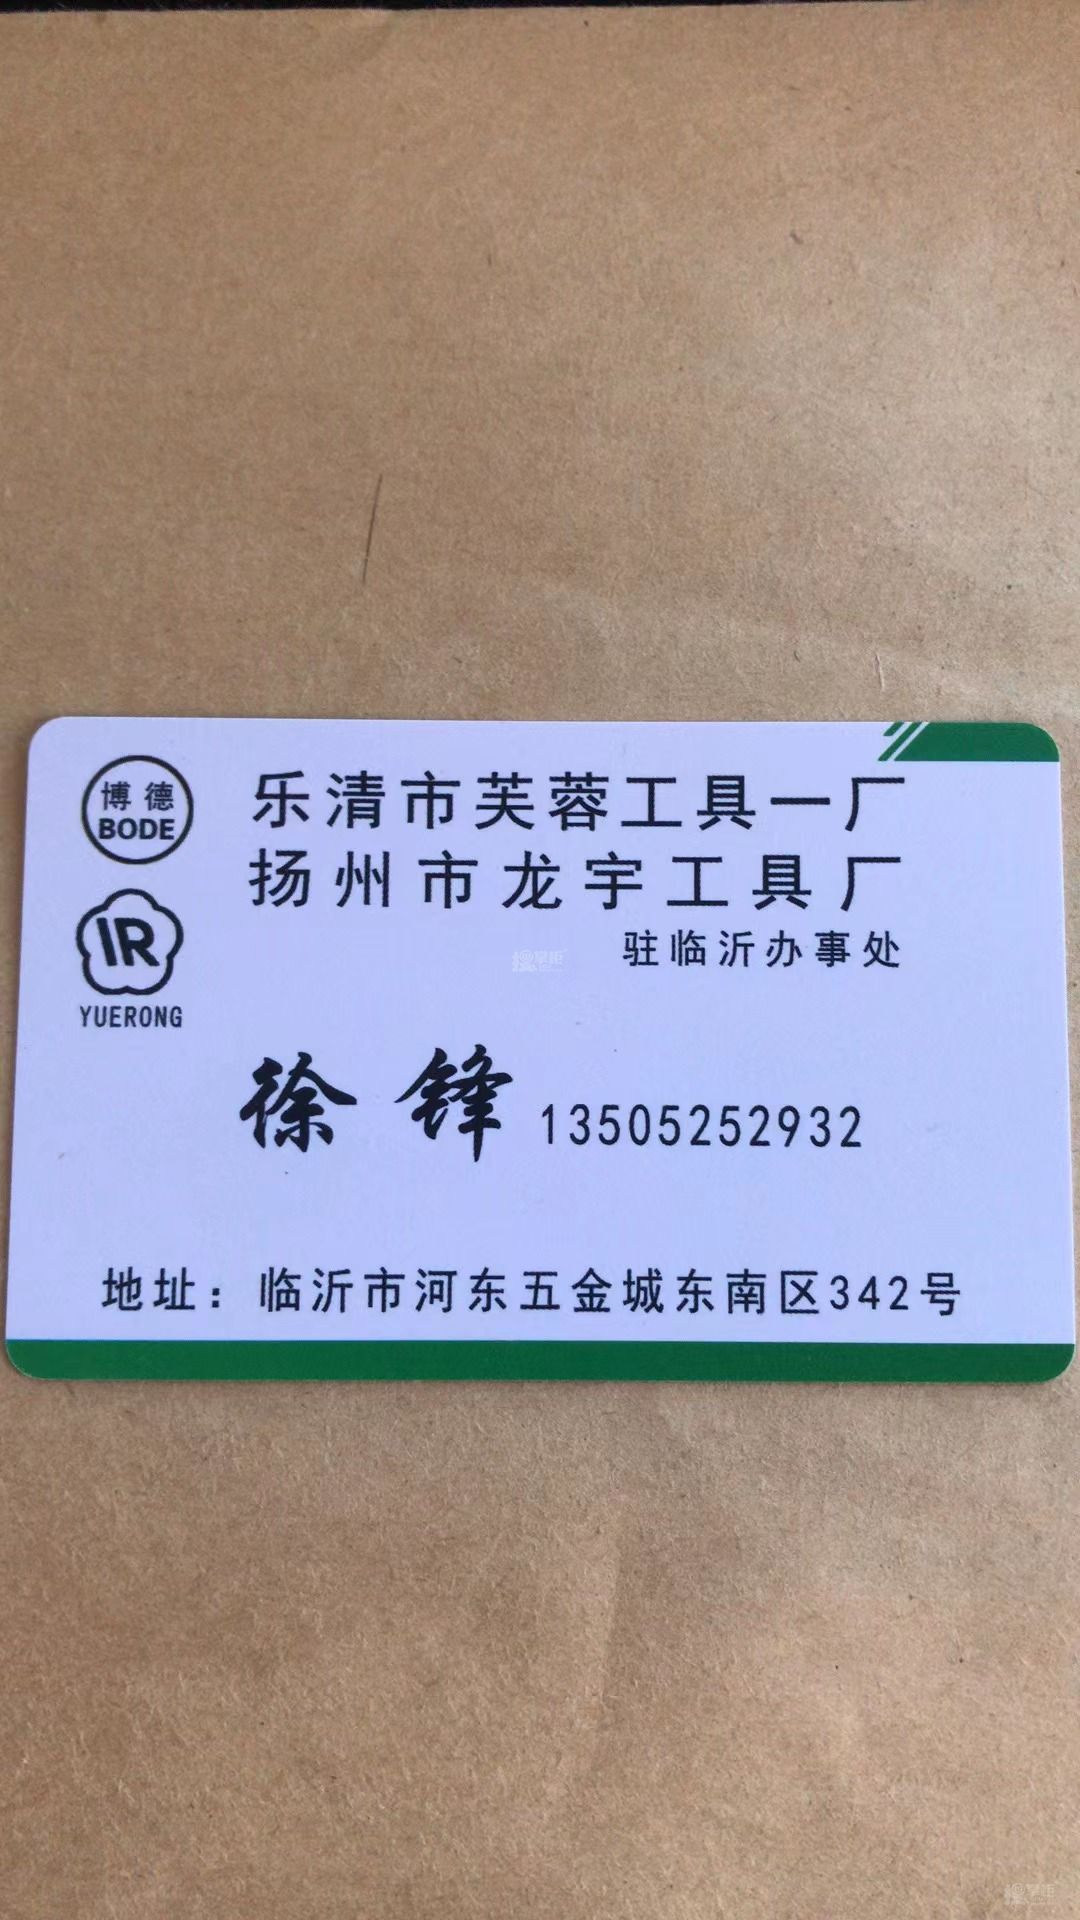 博德
BODE
乐清市芙蓉工具一厂
扬州市龙宇工具厂
驻临沂办事处
IR
YUERONG
徐锋 13505252932
地址：临沂市河东五金城东南区342号